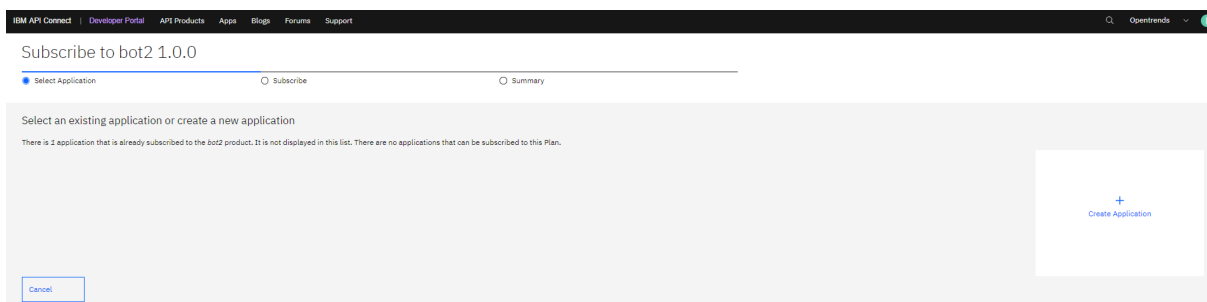 IBM API Connect | Developer Portal API Products Apps Blogs Forums Support Opentrends
Subscribe to bot2 1.0.0
Select Application Subscribe Summary
Select an existing application or create a new application
There is 1 application that is already subscribed to the bot2 product. It is not displayed in this list. There are no applications that can be subscribed to this Plan.
+
Create Application
Cancel